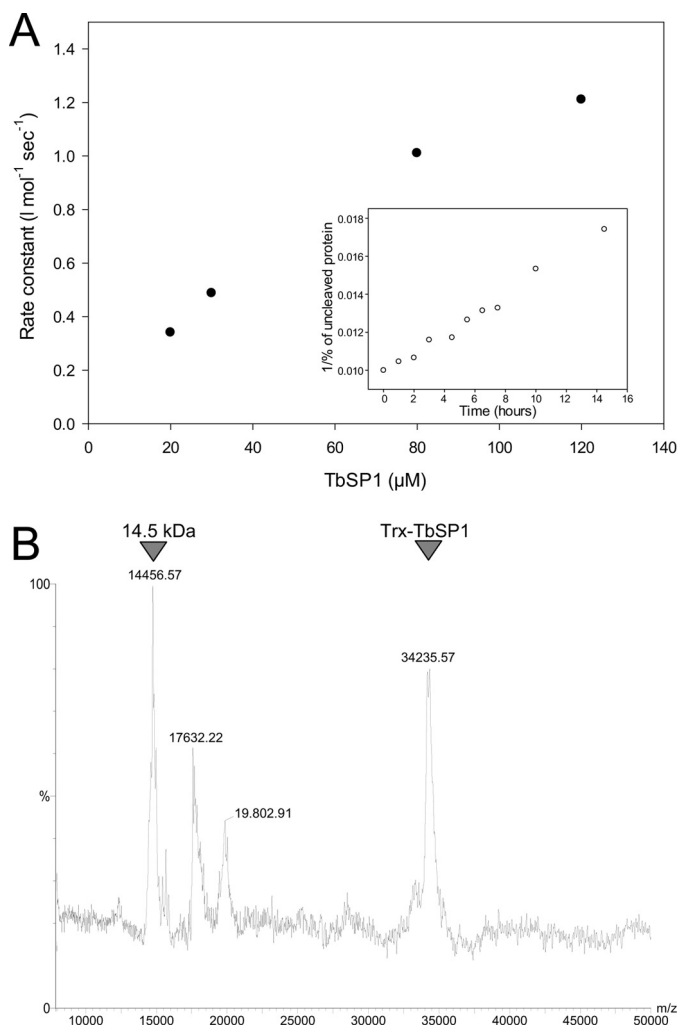 A
Rate constant (l mol⁻¹ sec⁻¹)
1.4
1.2
1.0
0.8
0.6
0.4
0.2
0.0
1/% of uncleaved protein
0.018
0.016
0.014
0.012
0.010
0 2 4 6 8 10 12 14 16
Time (hours)
0 20 40 60 80 100 120 140
TbSP1 (µM)
B
14.5 kDa Trx-TbSP1
14456.57
34235.57
17632.22
19.802.91
100
%
0
10000 15000 20000 25000 30000 35000 40000 45000 50000
m/z